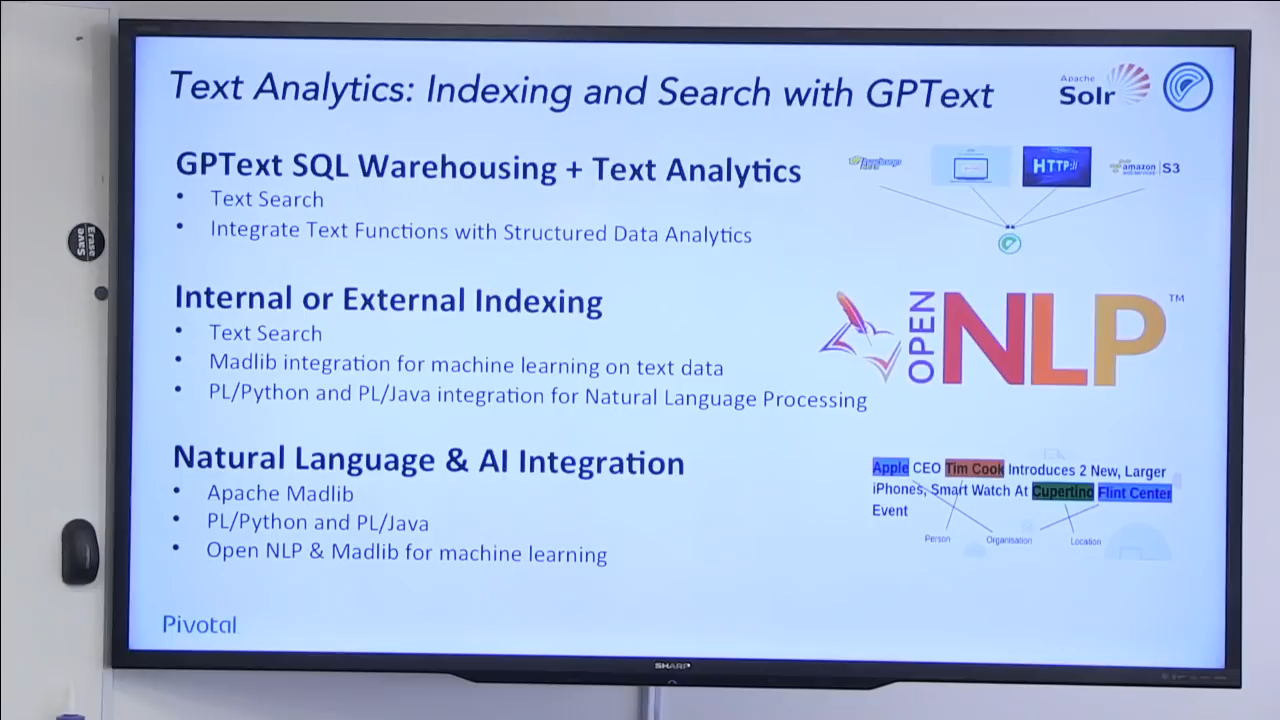 Text Analytics: Indexing and Search with GPText
Apache
Solr
GPText SQL Warehousing + Text Analytics
• Text Search
• Integrate Text Functions with Structured Data Analytics
HTTP://
amazon
web services
S3
Internal or External Indexing
• Text Search
• Madlib integration for machine learning on text data
• PL/Python and PL/Java integration for Natural Language Processing
OPEN
NLP™
Natural Language & AI Integration
• Apache Madlib
• PL/Python and PL/Java
• Open NLP & Madlib for machine learning
Apple CEO Tim Cook Introduces 2 New, Larger
iPhones, Smart Watch At Cupertino Flint Center
Event
Person
Organisation
Location
Pivotal
SHARP
Erase
Save